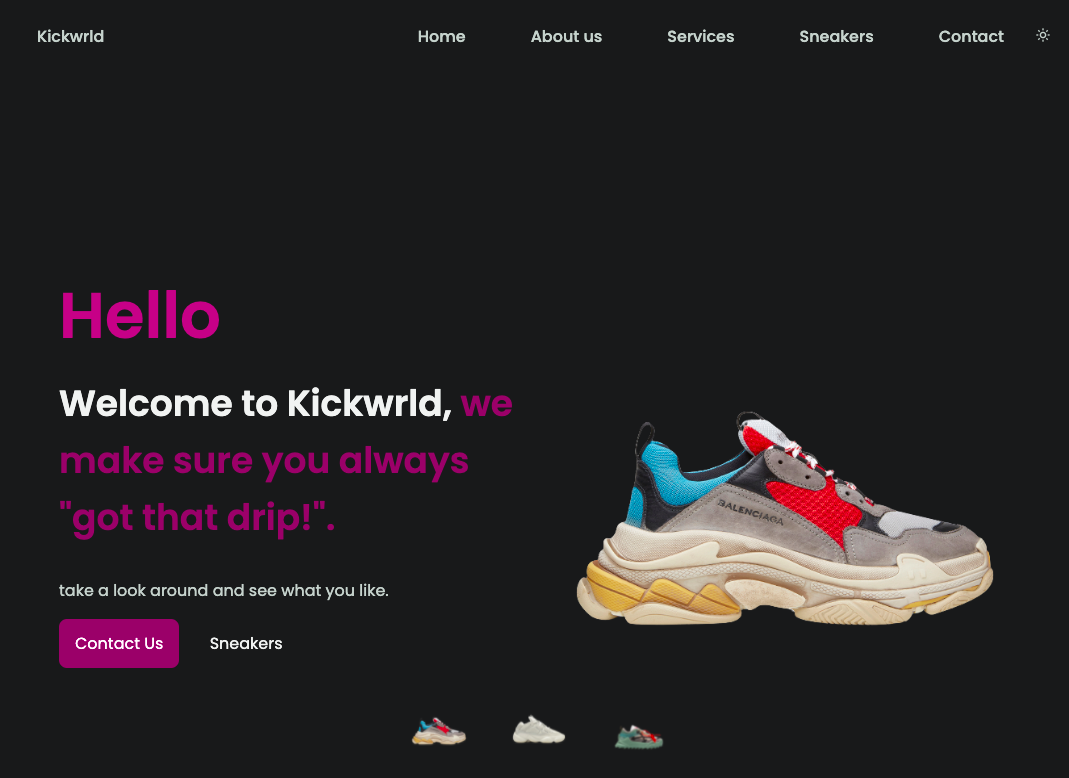 Kickwrld
Home
About us
Services
Sneakers
Contact
Hello
Welcome to Kickwrld, we
make sure you always
"got that drip!".
BALENCIAGA
take a look around and see what you like.
Contact Us
Sneakers